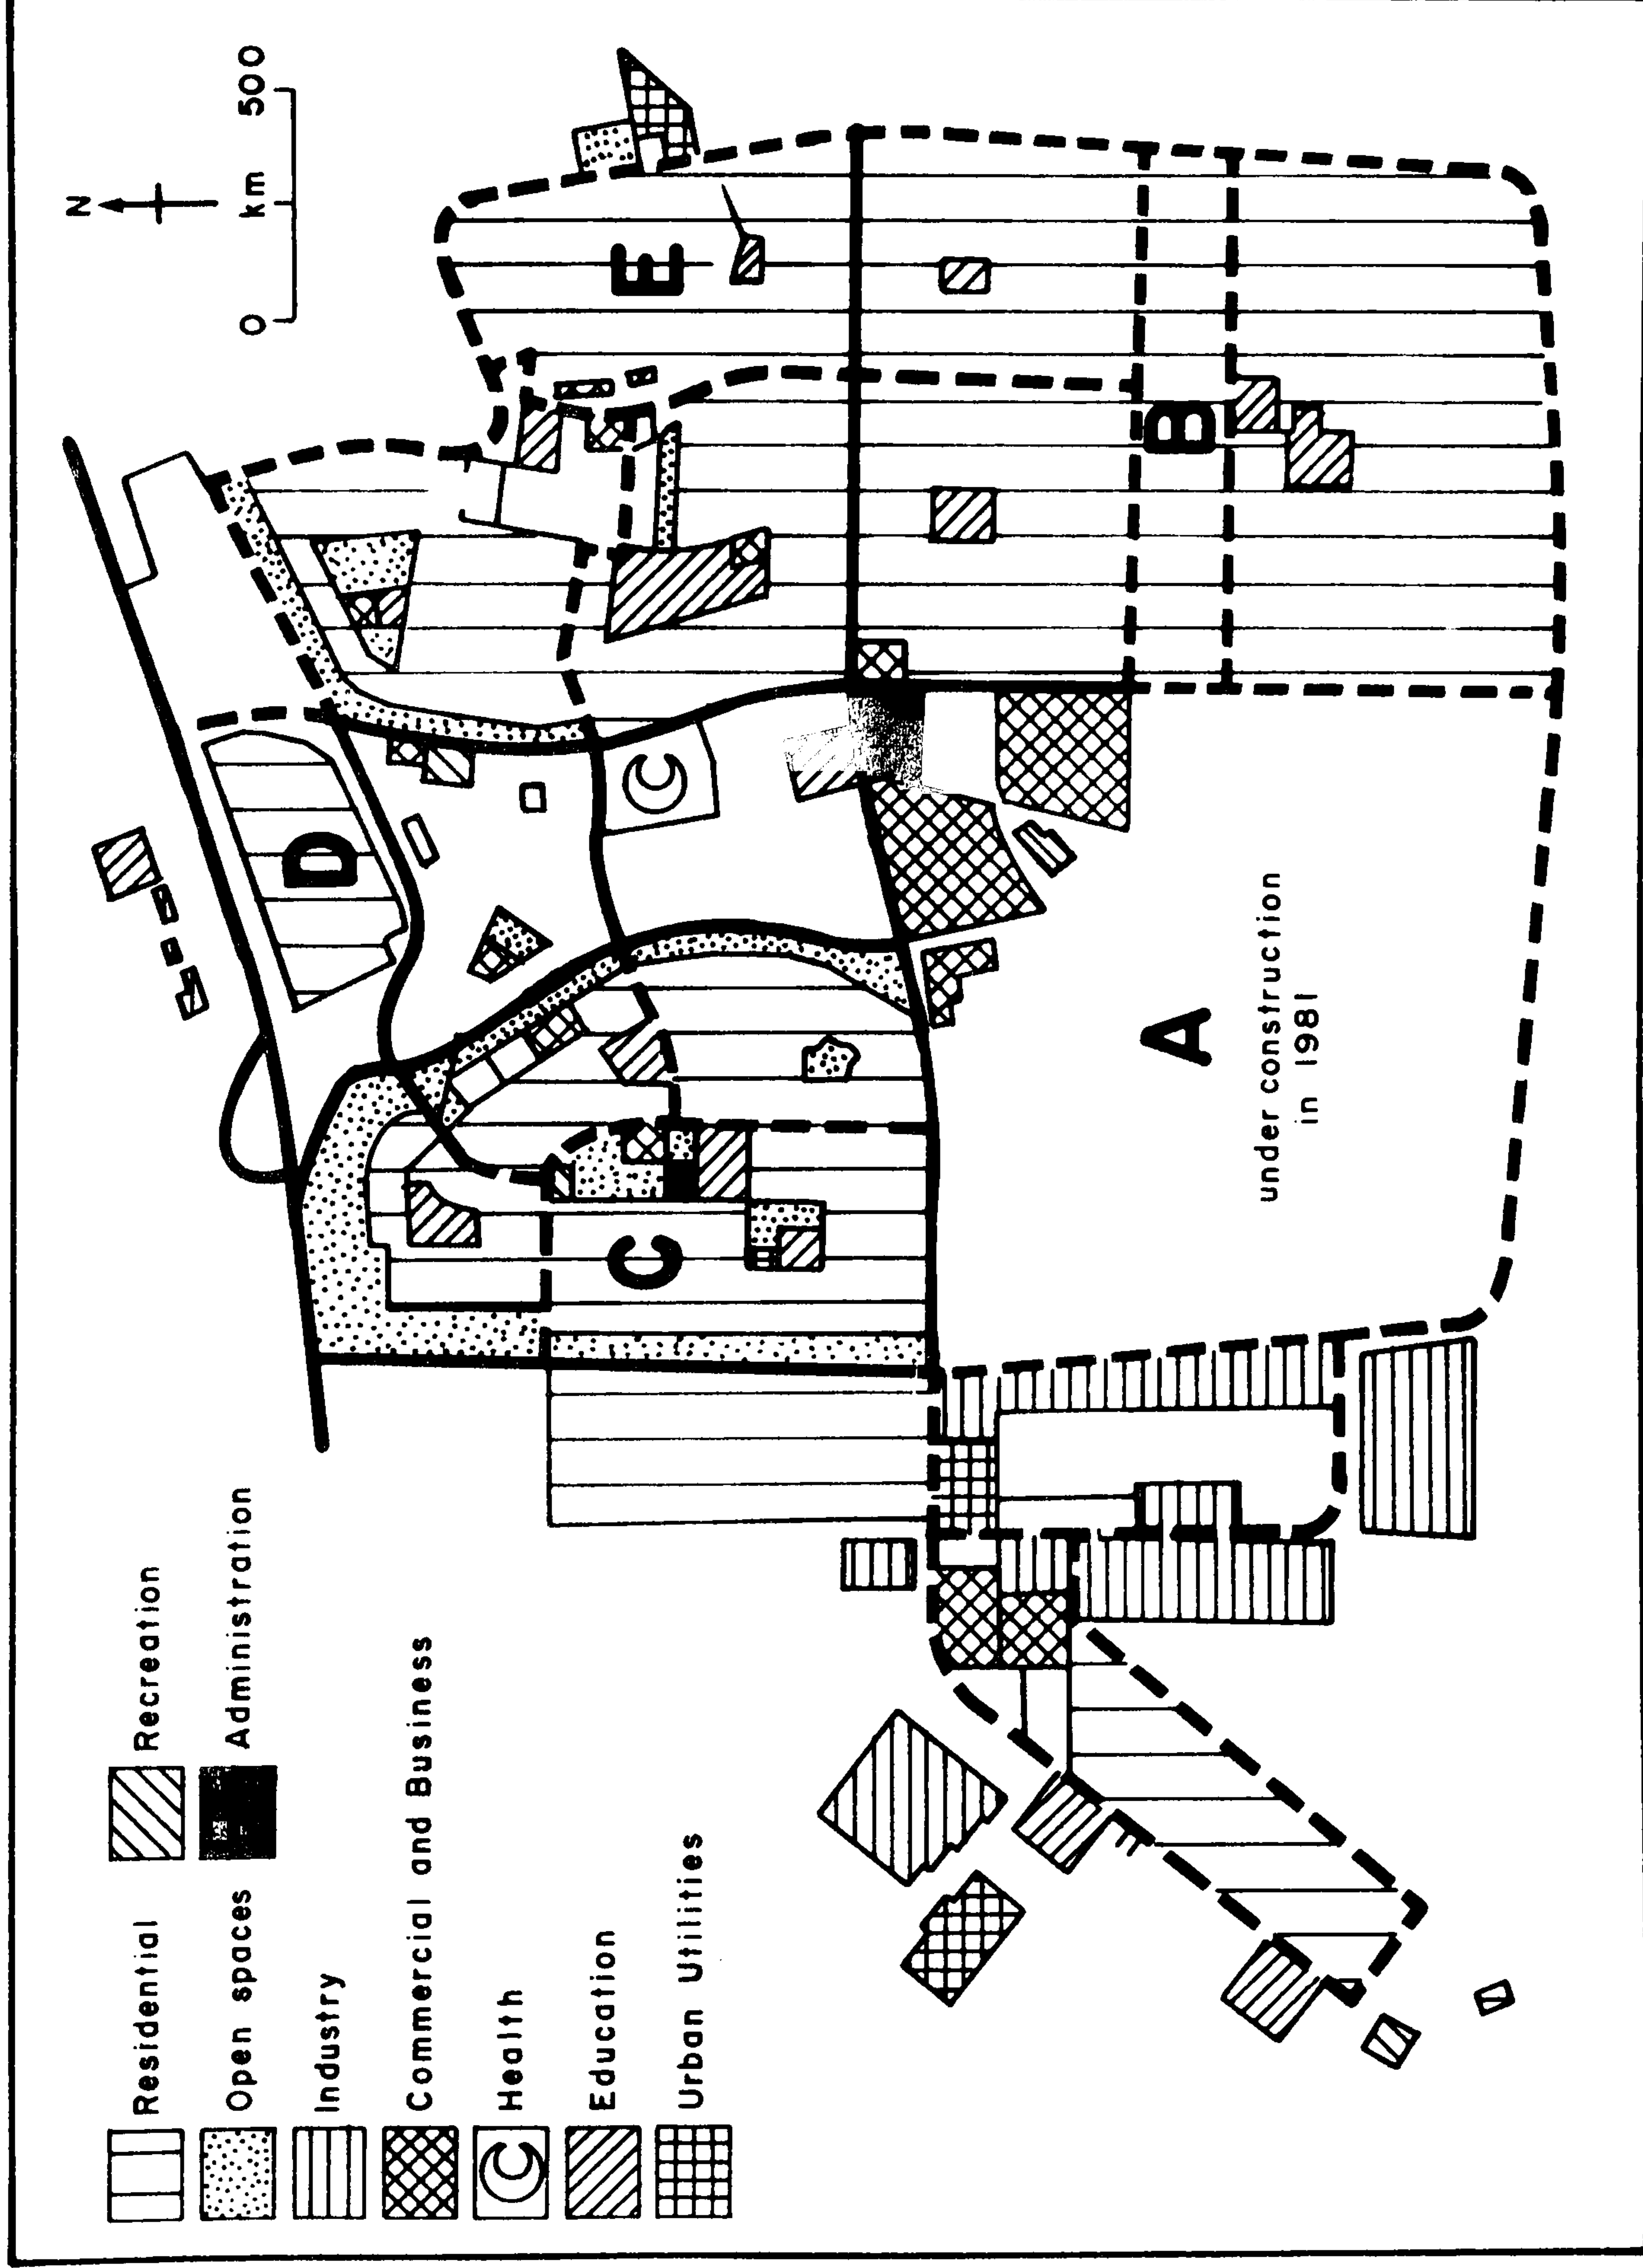 Residential
Open spaces
Industry
Commercial and Business
Health
Education
Urban Utilities
Recreation
Administration
N
0 km 500
A
under construction
in 1981
B
C
D
E